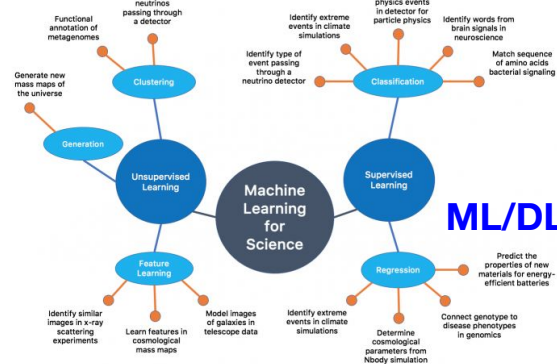 neutrinos
passing through
a detector
Functional
annotation of
metagenomes
Clustering
Generate new
mass maps of
the universe
Generation
Unsupervised
Learning
Feature
Learning
Identify similar
images in x-ray
scattering
experiments
Learn features in
cosmological
mass maps
Model images
of galaxies in
telescope data
Machine
Learning
for
Science
physics events
in detector for
particle physics
Identify extreme
events in climate
simulations
Identify words from
brain signals in
neuroscience
Identify type of
event passing
through a
neutrino detector
Classification
Match sequence
of amino acids
bacterial signaling
Supervised
Learning
ML/DL
Regression
Predict the
properties of new
materials for energy-
efficient batteries
Identify extreme
events in climate
simulations
Determine
cosmological
parameters from
Nbody simulation
Connect genotype to
disease phenotypes
in genomics